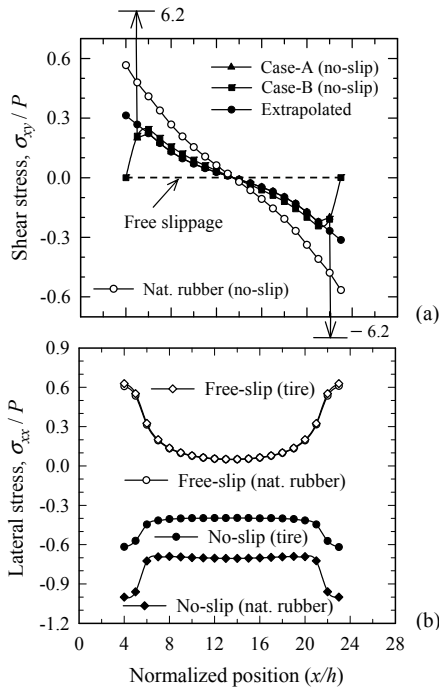 6.2
(a)
Shear stress, σxy / P
0.6
0.3
0.0
-0.3
-0.6
Case-A (no-slip)
Case-B (no-slip)
Extrapolated
Free slippage
Nat. rubber (no-slip)
− 6.2
Lateral stress, σxx / P
0.9
0.6
0.3
0.0
-0.3
-0.6
-0.9
-1.2
Free-slip (tire)
Free-slip (nat. rubber)
No-slip (tire)
No-slip (nat. rubber)
(b)
0 4 8 12 16 20 24 28
Normalized position (x/h)